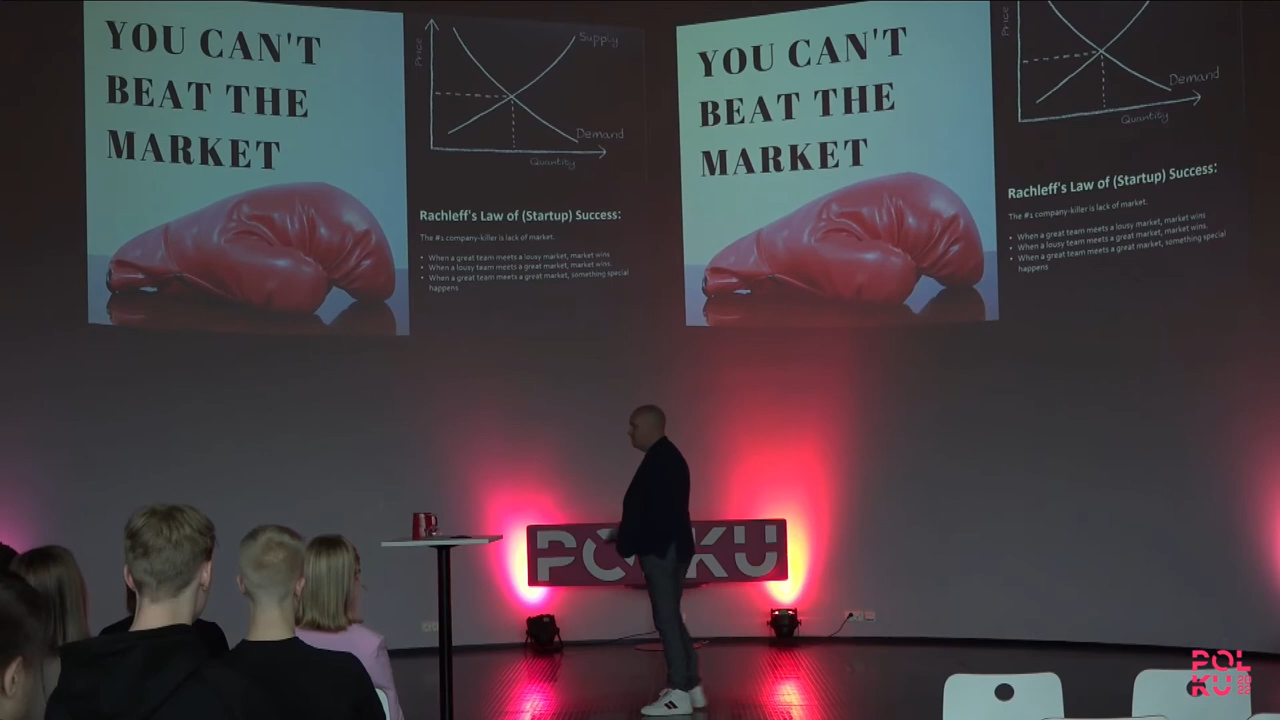 YOU CAN'T
BEAT THE
MARKET
Price
Supply
Demand
Quantity
Rachleff's Law of (Startup) Success:
The #1 company-killer is lack of market.
• When a great team meets a lousy market, market wins
• When a lousy team meets a great market, market wins.
• When a great team meets a great market, something special
happens
YOU CAN'T
BEAT THE
MARKET
Price
Demand
Quantity
Rachleff's Law of (Startup) Success:
The #1 company-killer is lack of market.
• When a great team meets a lousy market, market wins
• When a lousy team meets a great market, market wins.
• When a great team meets a great market, something special
happens
KU
POL
KU